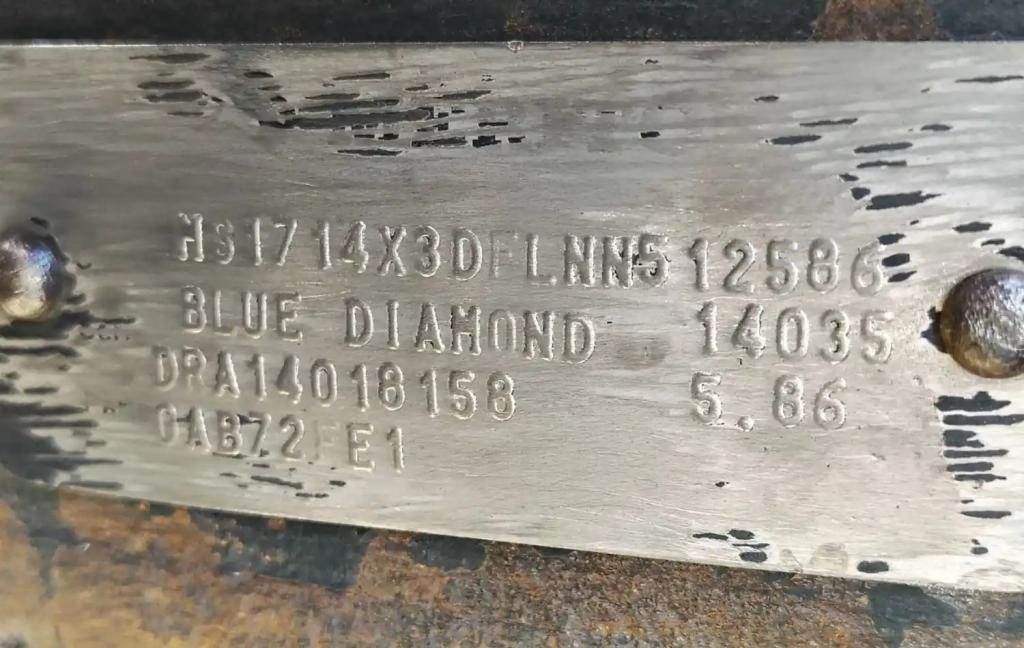 HS1714X3DFLNN5 12586
BLUE DIAMOND 14035
DRA14018158 5.86
CAB72FE1